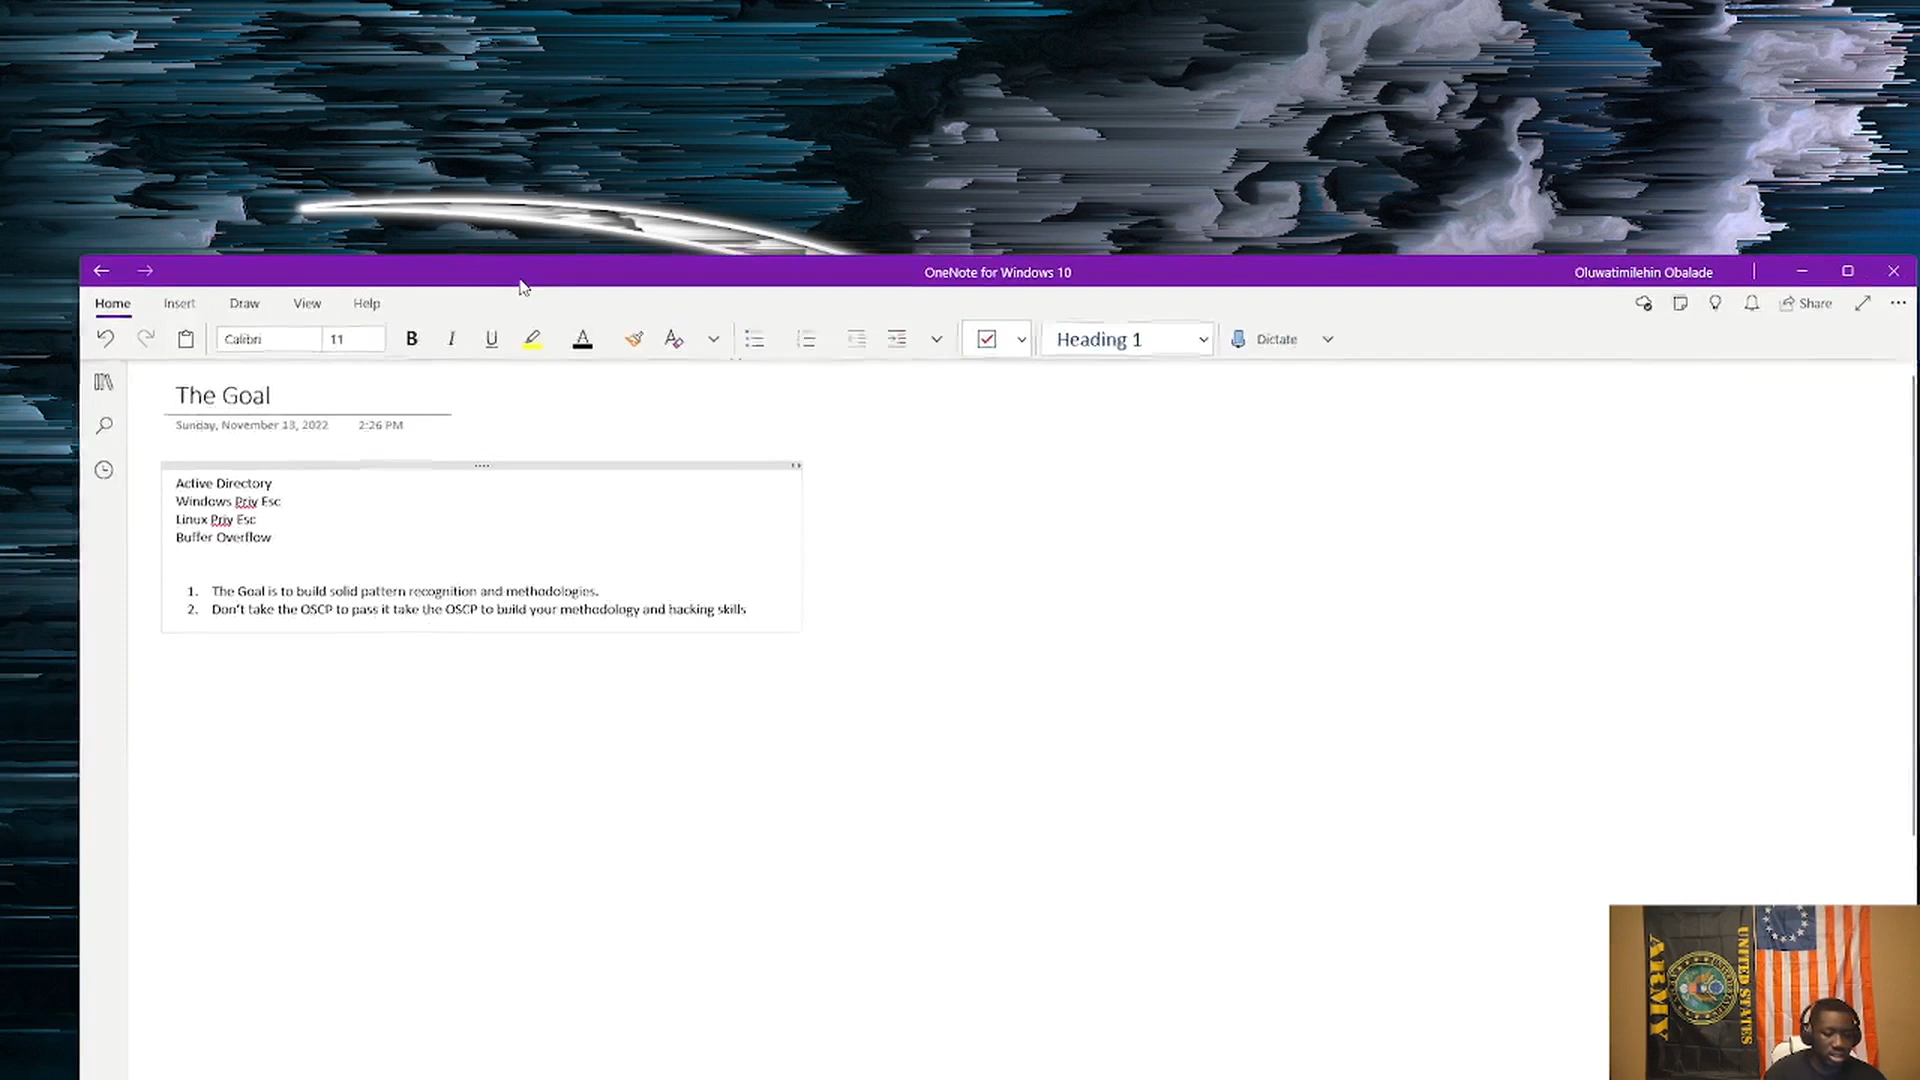 OneNote for Windows 10
Oluwatimilehin Obalade
Home Insert Draw View Help
Share
Calibri 11 B I U A A Heading 1 Dictate
The Goal
Sunday, November 13, 2022 2:26 PM
Active Directory
Windows Priv Esc
Linux Priv Esc
Buffer Overflow
1. The Goal is to build solid pattern recognition and methodologies.
2. Don't take the OSCP to pass it take the OSCP to build your methodology and hacking skills
UNITED STATES
ARMY